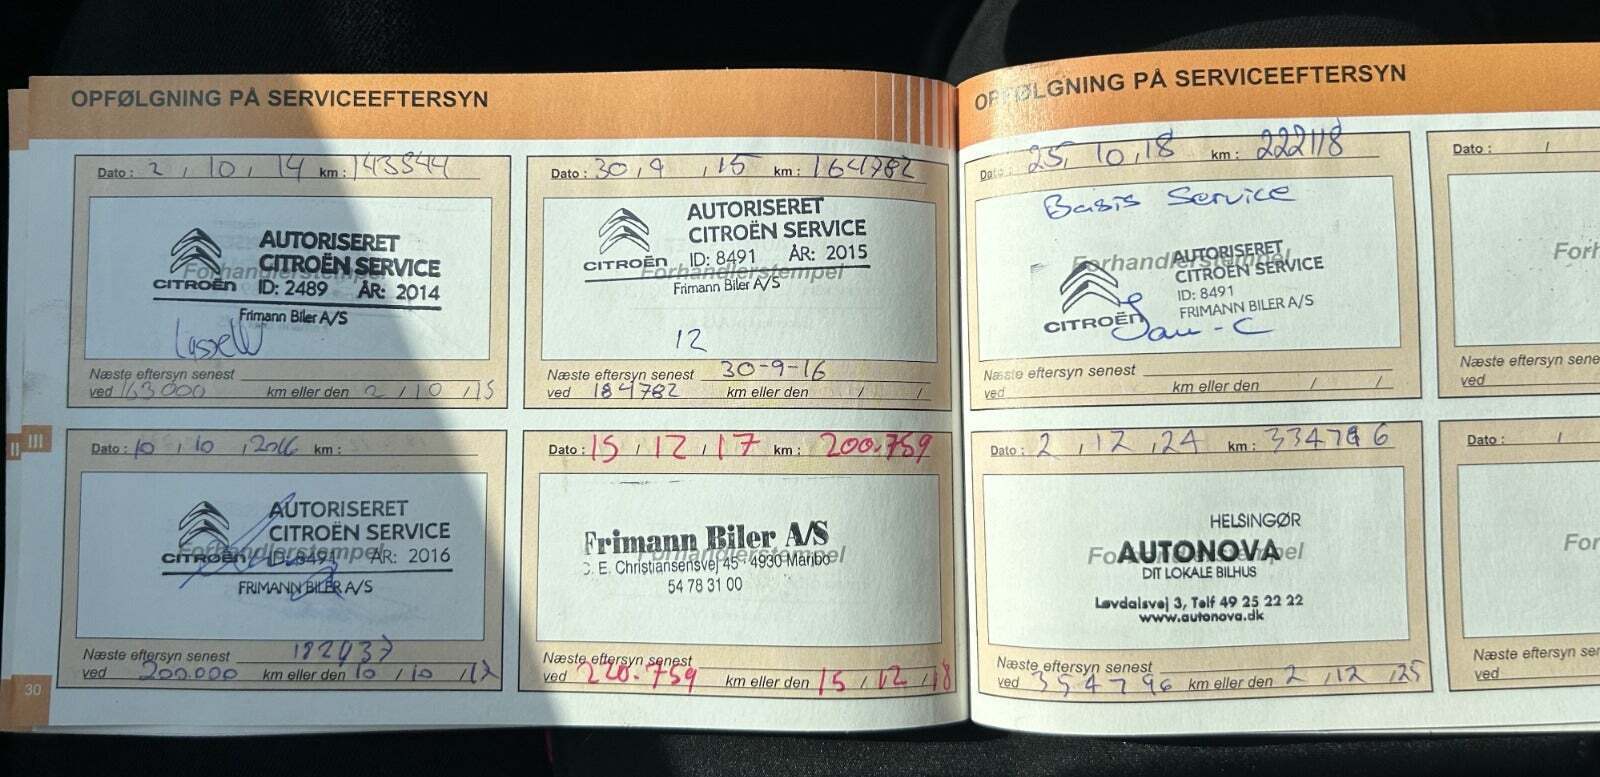 OPFØLGNING PÅ SERVICEEFTERSYN
Dato : 2 , 10 , 14 km : 143844
Forhandlerstempel
AUTORISERET
CITROËN SERVICE
CITROËN ID: 2489 ÅR: 2014
Frimann Biler A/S
Næste eftersyn senest
ved 163000 km eller den 2 / 10 / 15
Dato : 30 , 9 , 15 km : 164782
Forhandlerstempel
AUTORISERET
CITROËN SERVICE
CITROËN ID: 8491 ÅR: 2015
Frimann Biler A/S
12
Næste eftersyn senest 30-9-16
ved 184782 km eller den / /
Dato : 10 , 10 , 2016 km :
Forhandlerstempel
AUTORISERET
CITROËN SERVICE
CITROËN ID: 8491 ÅR: 2016
FRIMANN BILER A/S
Næste eftersyn senest 182937
ved 200.000 km eller den 10 / 10 / 17
Dato : 15 / 12 / 17 km : 200.759
Forhandlerstempel
Frimann Biler A/S
C. E. Christiansensvej 45 - 4930 Maribo
54 78 31 00
Næste eftersyn senest
ved 220.759 km eller den 15 / 12 / 18
30
OPFØLGNING PÅ SERVICEEFTERSYN
Dato : 25, 10 , 18 km : 222118
Basis Service
Forhandlerstempel
AUTORISERET
CITROËN SERVICE
ID: 8491
FRIMANN BILER A/S
CITROËN Jan-C
Næste eftersyn senest
ved km eller den / /
Dato : 2 , 12 , 24 km : 334796
Forhandlerstempel
HELSINGØR
AUTONOVA
DIT LOKALE BILHUS
Løvdalsvej 3, Telf 49 25 22 22
www.autonova.dk
Næste eftersyn senest
ved 354796 km eller den 2 / 12 / 25
Dato : /
Forh
Næste eftersyn sene
ved
Dato : /
For
Næste eftersyn sene
ved